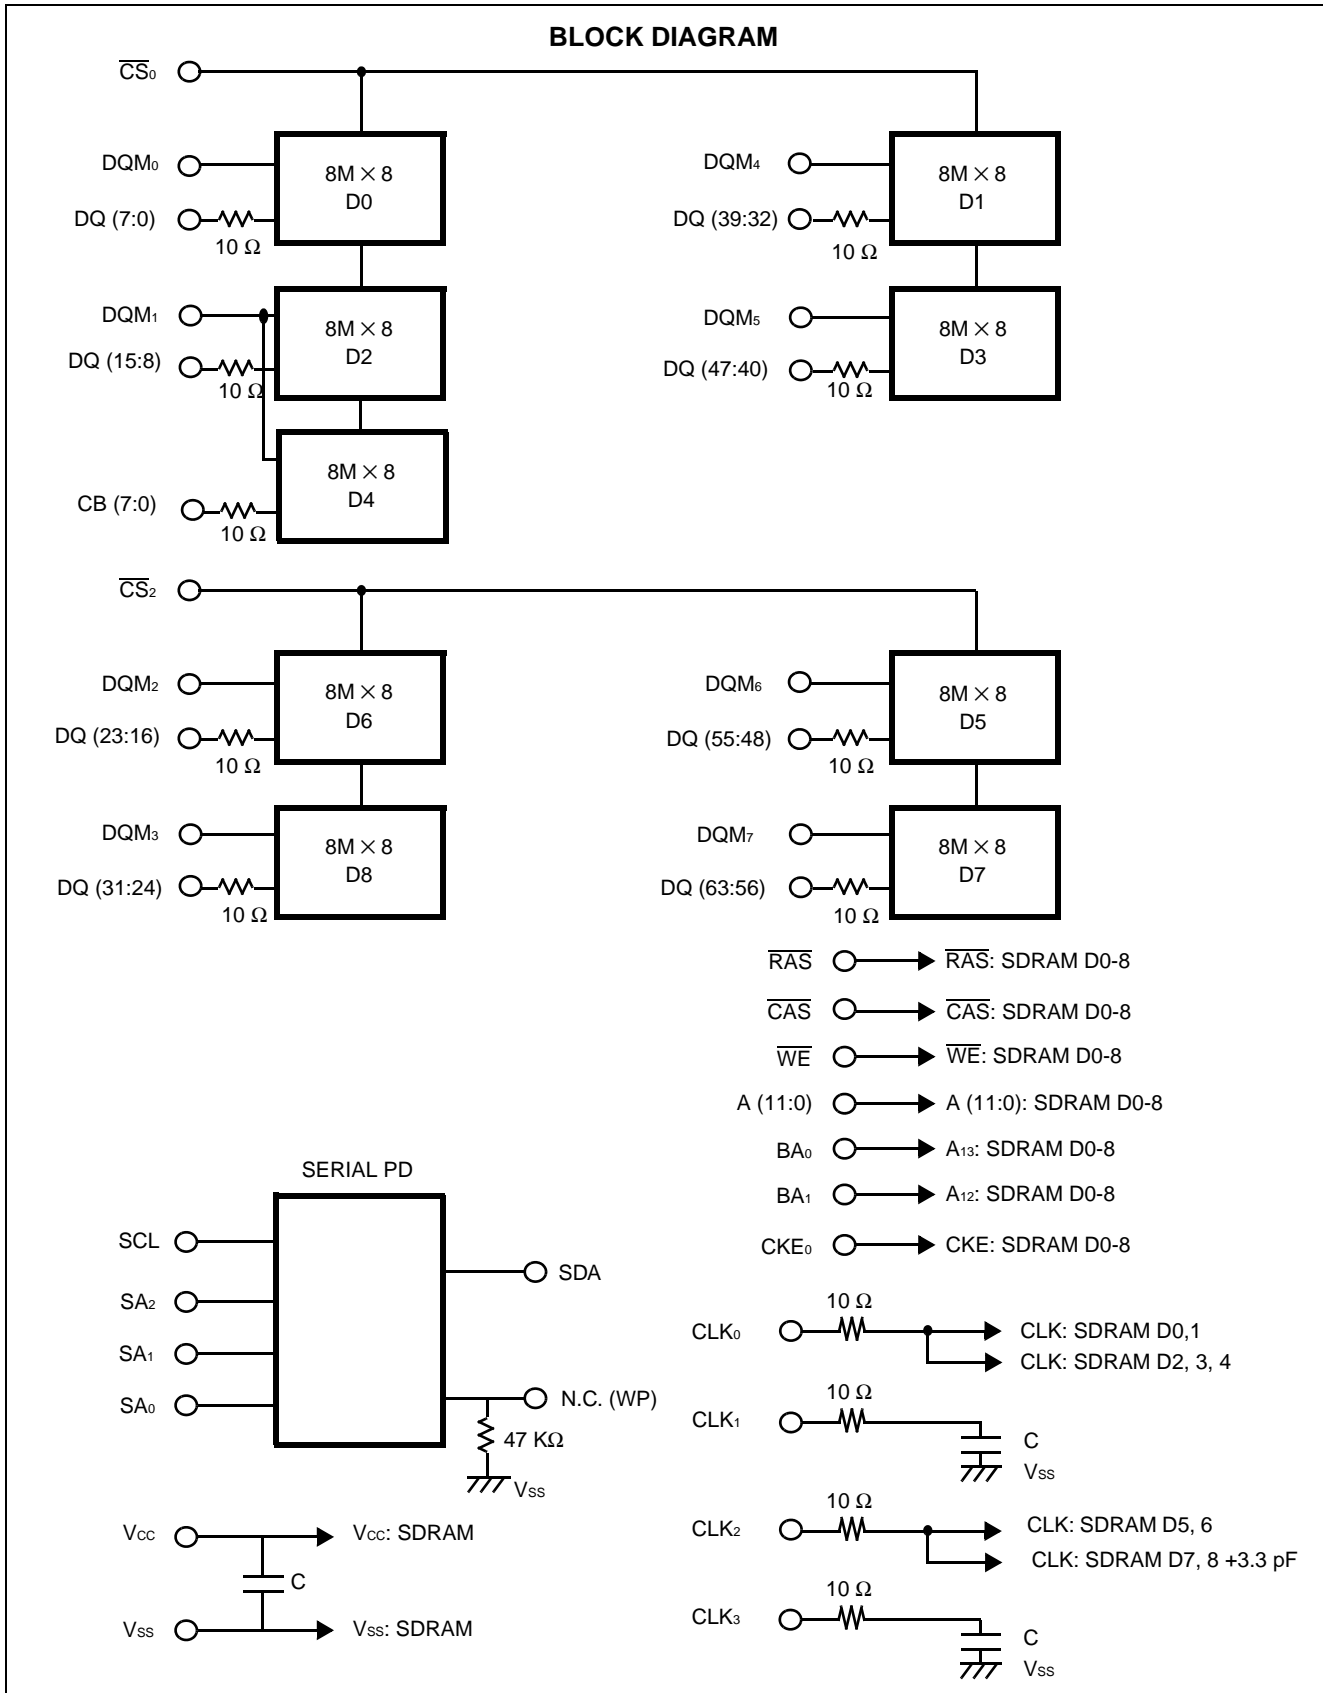 BLOCK DIAGRAM
CS0
DQM0
8M × 8
D0
DQ (7:0)
10 Ω
DQM4
8M × 8
D1
DQ (39:32)
10 Ω
DQM1
8M × 8
D2
DQ (15:8)
10 Ω
DQM5
8M × 8
D3
DQ (47:40)
10 Ω
8M × 8
D4
CB (7:0)
10 Ω
CS2
DQM2
8M × 8
D6
DQ (23:16)
10 Ω
DQM6
8M × 8
D5
DQ (55:48)
10 Ω
DQM3
8M × 8
D8
DQ (31:24)
10 Ω
DQM7
8M × 8
D7
DQ (63:56)
10 Ω
RAS RAS: SDRAM D0-8
CAS CAS: SDRAM D0-8
WE WE: SDRAM D0-8
A (11:0) A (11:0): SDRAM D0-8
BA0 A13: SDRAM D0-8
BA1 A12: SDRAM D0-8
CKE0 CKE: SDRAM D0-8
SERIAL PD
SCL
SDA
SA2
SA1
SA0
N.C. (WP)
47 KΩ
VSS
10 Ω
CLK0
CLK: SDRAM D0,1
CLK: SDRAM D2, 3, 4
10 Ω
CLK1
C
VSS
10 Ω
CLK2
CLK: SDRAM D5, 6
CLK: SDRAM D7, 8 +3.3 pF
10 Ω
CLK3
C
VSS
VCC VCC: SDRAM
C
VSS VSS: SDRAM